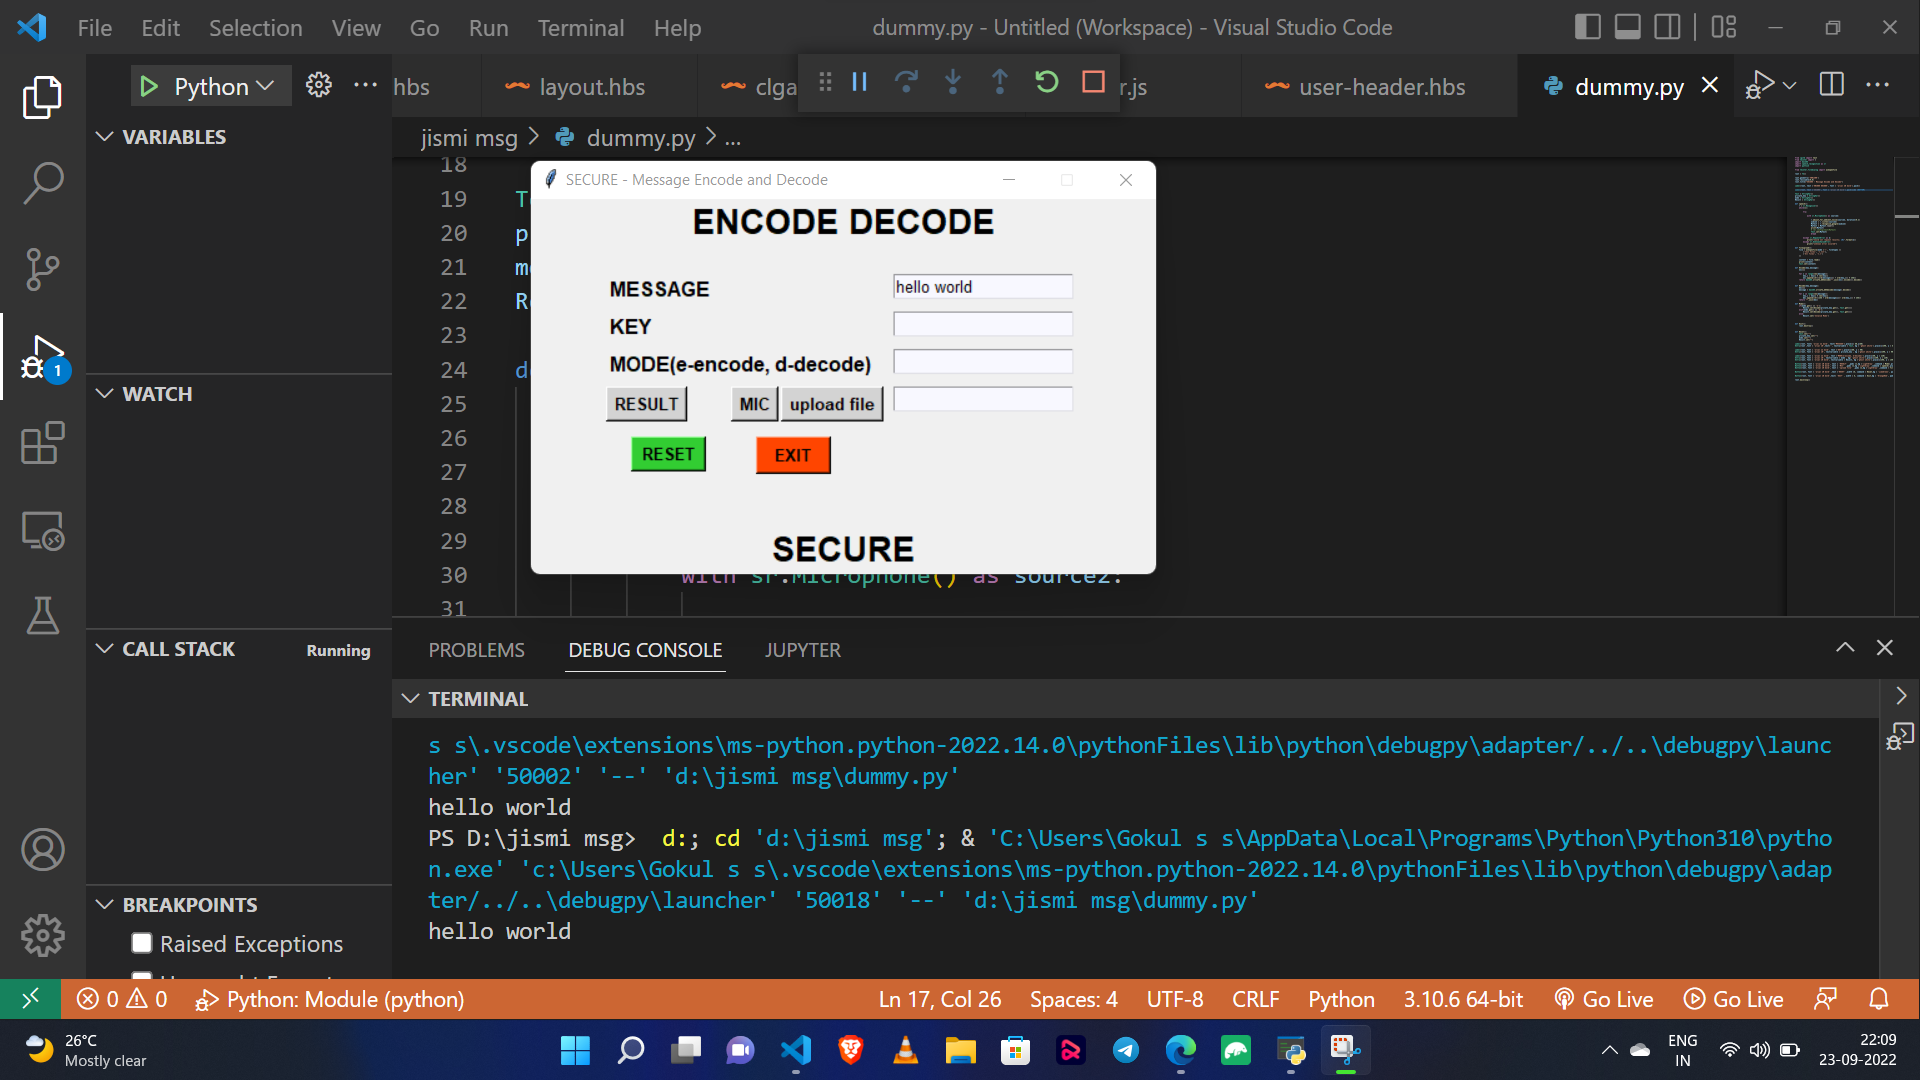 File Edit Selection View Go Run Terminal Help
dummy.py - Untitled (Workspace) - Visual Studio Code
Python
hbs
layout.hbs
clga
r.js
user-header.hbs
dummy.py
VARIABLES
jismi msg > dummy.py > ...
18
19
20 p
21
22 R
23
24 d
25
26
27
28
29
30 with sr.Microphone() as source2:
31
SECURE - Message Encode and Decode
ENCODE DECODE
MESSAGE hello world
KEY
MODE(e-encode, d-decode)
RESULT MIC upload file
RESET EXIT
SECURE
1
WATCH
CALL STACK Running
BREAKPOINTS
Raised Exceptions
PROBLEMS DEBUG CONSOLE JUPYTER
TERMINAL
s s\.vscode\extensions\ms-python.python-2022.14.0\pythonFiles\lib\python\debugpy\adapter/../..\debugpy\launc
her' '50002' '--' 'd:\jismi msg\dummy.py'
hello world
PS D:\jismi msg>  d:; cd 'd:\jismi msg'; & 'C:\Users\Gokul s s\AppData\Local\Programs\Python\Python310\pytho
n.exe' 'c:\Users\Gokul s s\.vscode\extensions\ms-python.python-2022.14.0\pythonFiles\lib\python\debugpy\adap
ter/../..\debugpy\launcher' '50018' '--' 'd:\jismi msg\dummy.py'
hello world
0 0 Python: Module (python)
Ln 17, Col 26 Spaces: 4 UTF-8 CRLF Python 3.10.6 64-bit Go Live Go Live
26°C
Mostly clear
ENG
IN
22:09
23-09-2022